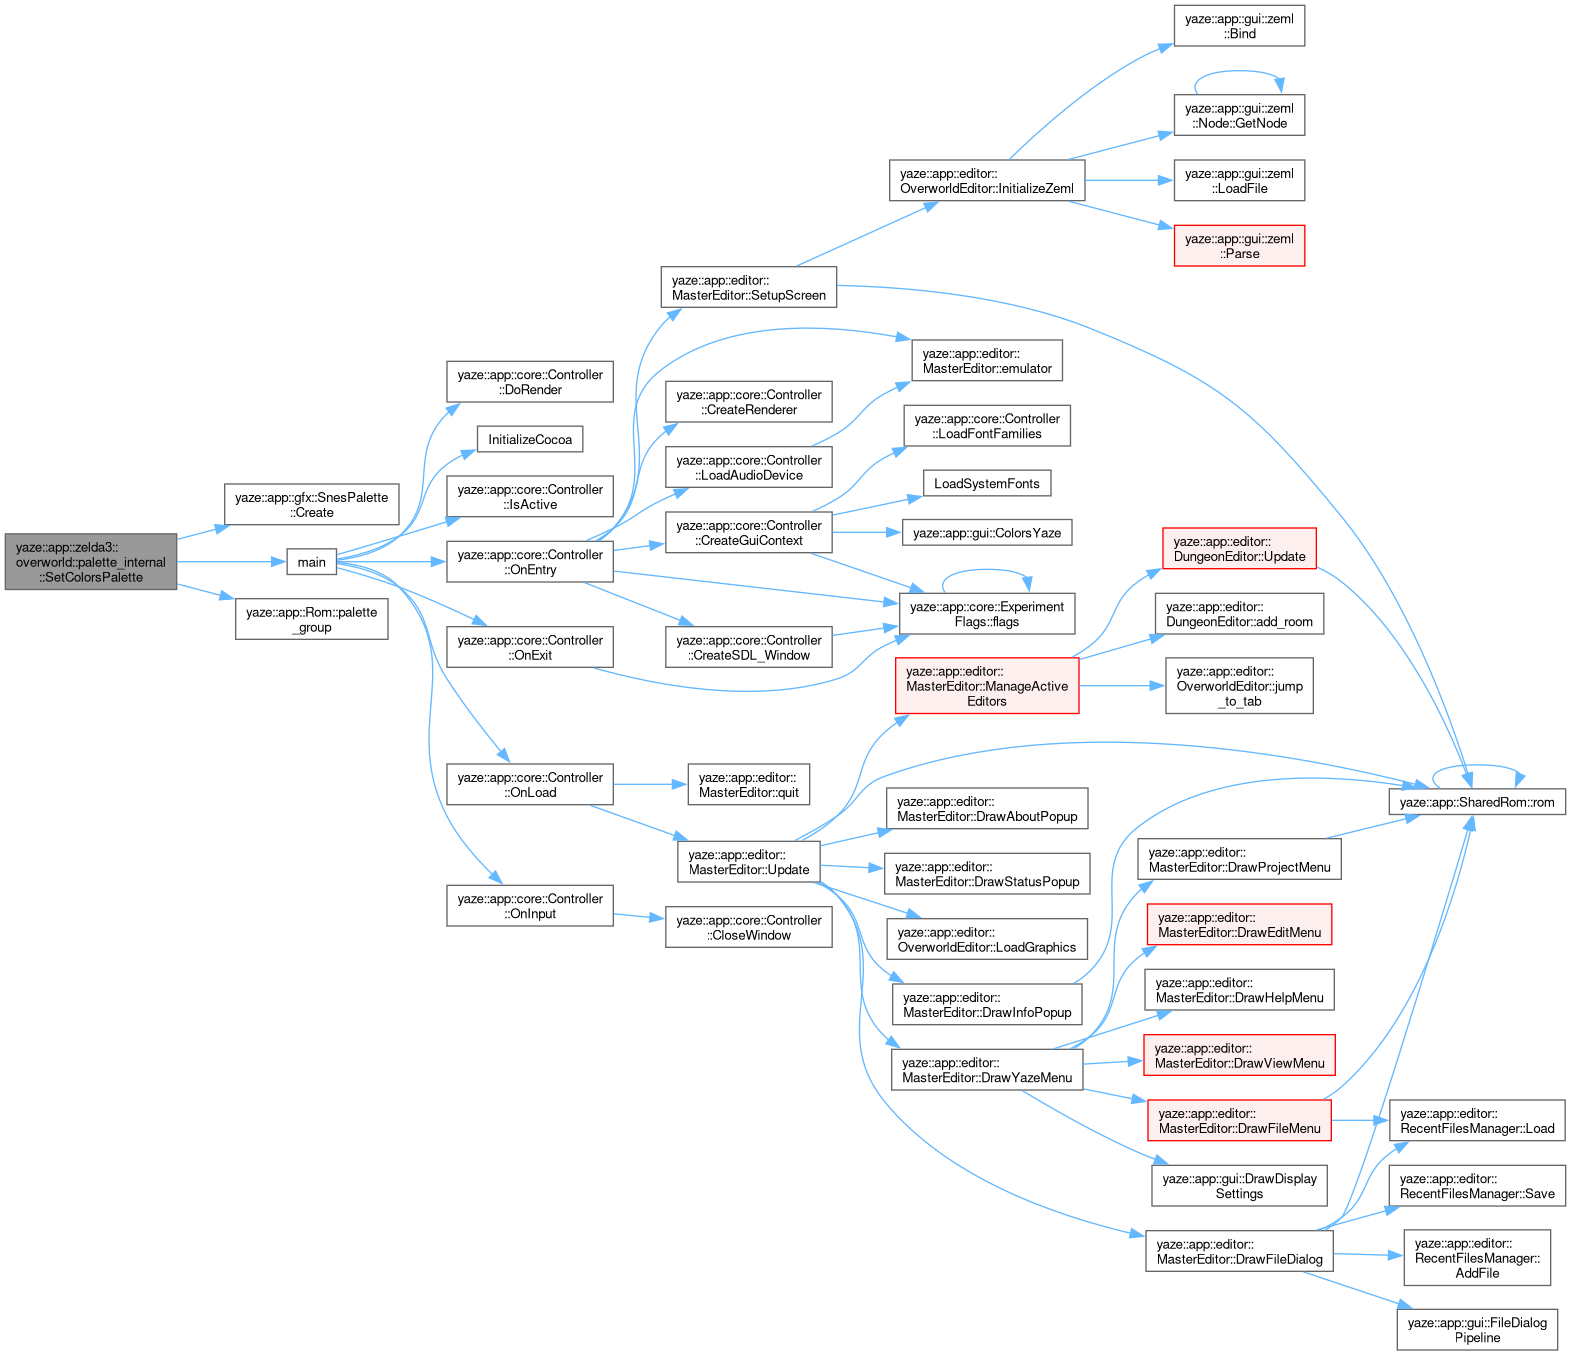 yaze::app::zelda3::
overworld::palette_internal
::SetColorsPalette
yaze::app::gfx::SnesPalette
::Create
main
yaze::app::Rom::palette
_group
yaze::app::core::Controller
::DoRender
InitializeCocoa
yaze::app::core::Controller
::IsActive
yaze::app::core::Controller
::OnEntry
yaze::app::core::Controller
::OnExit
yaze::app::core::Controller
::OnLoad
yaze::app::core::Controller
::OnInput
yaze::app::editor::
MasterEditor::SetupScreen
yaze::app::core::Controller
::CreateRenderer
yaze::app::core::Controller
::LoadAudioDevice
yaze::app::core::Controller
::CreateGuiContext
yaze::app::core::Controller
::CreateSDL_Window
yaze::app::editor::
MasterEditor::quit
yaze::app::editor::
MasterEditor::Update
yaze::app::core::Controller
::CloseWindow
yaze::app::editor::
OverworldEditor::InitializeZeml
yaze::app::editor::
MasterEditor::emulator
yaze::app::core::Controller
::LoadFontFamilies
LoadSystemFonts
yaze::app::gui::ColorsYaze
yaze::app::core::Experiment
Flags::flags
yaze::app::editor::
MasterEditor::ManageActive
Editors
yaze::app::editor::
MasterEditor::DrawAboutPopup
yaze::app::editor::
MasterEditor::DrawStatusPopup
yaze::app::editor::
OverworldEditor::LoadGraphics
yaze::app::editor::
MasterEditor::DrawInfoPopup
yaze::app::editor::
MasterEditor::DrawYazeMenu
yaze::app::gui::zeml
::Bind
yaze::app::gui::zeml
::Node::GetNode
yaze::app::gui::zeml
::LoadFile
yaze::app::gui::zeml
::Parse
yaze::app::editor::
DungeonEditor::Update
yaze::app::editor::
DungeonEditor::add_room
yaze::app::editor::
OverworldEditor::jump
_to_tab
yaze::app::editor::
MasterEditor::DrawProjectMenu
yaze::app::editor::
MasterEditor::DrawEditMenu
yaze::app::editor::
MasterEditor::DrawHelpMenu
yaze::app::editor::
MasterEditor::DrawViewMenu
yaze::app::editor::
MasterEditor::DrawFileMenu
yaze::app::gui::DrawDisplay
Settings
yaze::app::editor::
MasterEditor::DrawFileDialog
yaze::app::SharedRom::rom
yaze::app::editor::
RecentFilesManager::Load
yaze::app::editor::
RecentFilesManager::Save
yaze::app::editor::
RecentFilesManager::
AddFile
yaze::app::gui::FileDialog
Pipeline